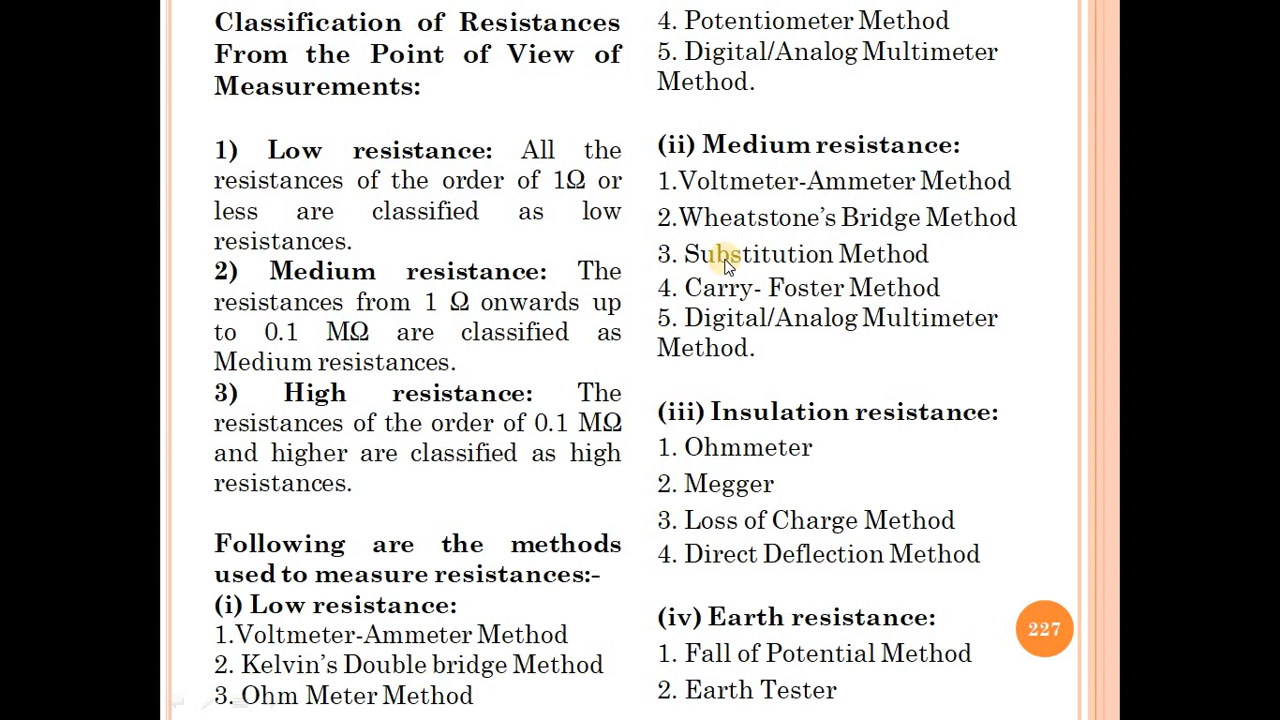 Classification of Resistances
From the Point of View of
Measurements:
1) Low resistance: All the
resistances of the order of 1Ω or
less are classified as low
resistances.
2) Medium resistance: The
resistances from 1 Ω onwards up
to 0.1 MΩ are classified as
Medium resistances.
3) High resistance: The
resistances of the order of 0.1 MΩ
and higher are classified as high
resistances.
Following are the methods
used to measure resistances:-
(i) Low resistance:
1.Voltmeter-Ammeter Method
2. Kelvin’s Double bridge Method
3. Ohm Meter Method
4. Potentiometer Method
5. Digital/Analog Multimeter
Method.
(ii) Medium resistance:
1.Voltmeter-Ammeter Method
2.Wheatstone’s Bridge Method
3. Substitution Method
4. Carry- Foster Method
5. Digital/Analog Multimeter
Method.
(iii) Insulation resistance:
1. Ohmmeter
2. Megger
3. Loss of Charge Method
4. Direct Deflection Method
(iv) Earth resistance:
1. Fall of Potential Method
2. Earth Tester
227